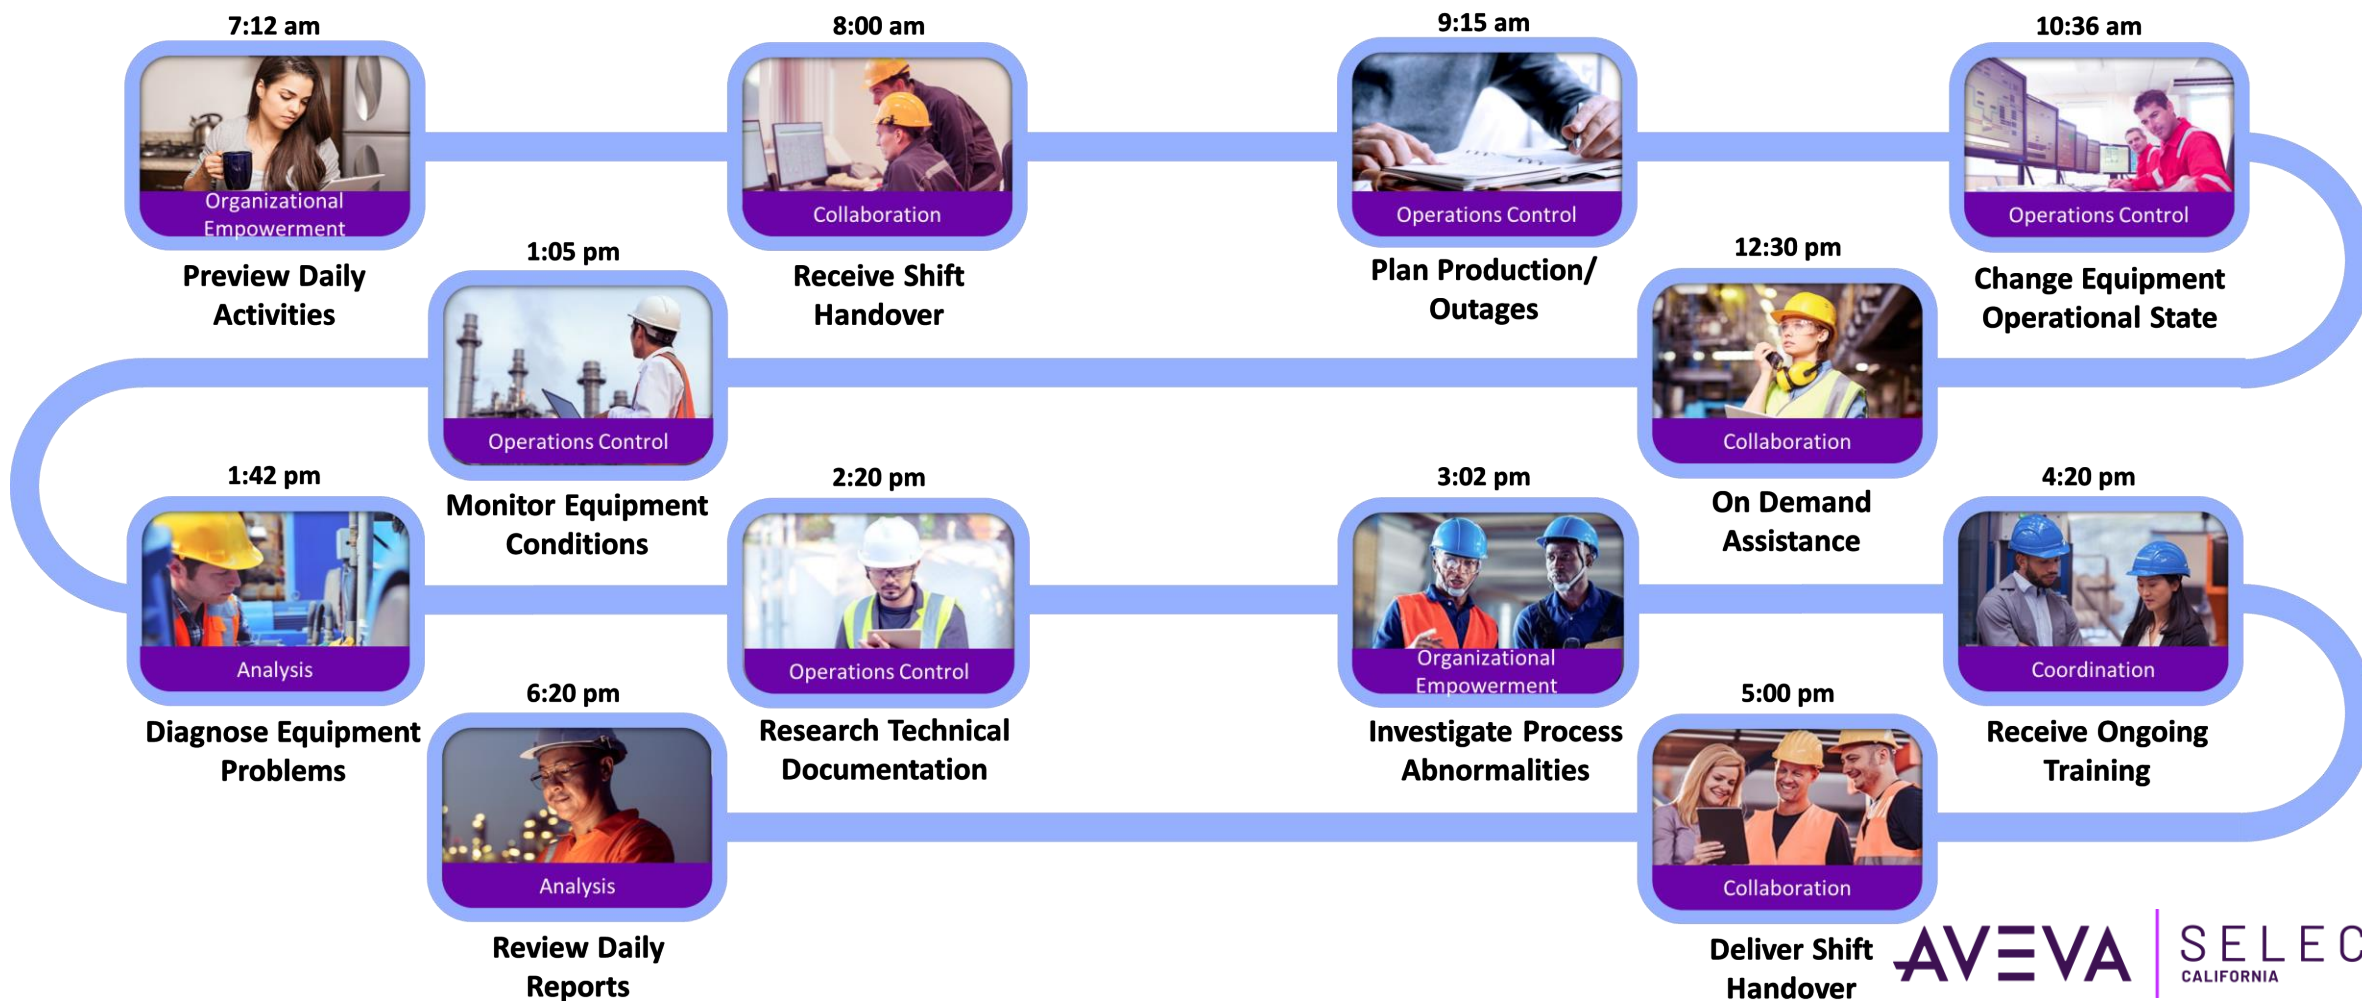 7:12 am
Organizational
Empowerment
Preview Daily
Activities
8:00 am
Collaboration
Receive Shift
Handover
9:15 am
Operations Control
Plan Production/
Outages
10:36 am
Operations Control
Change Equipment
Operational State
12:30 pm
Collaboration
On Demand
Assistance
1:05 pm
Operations Control
Monitor Equipment
Conditions
1:42 pm
Analysis
Diagnose Equipment
Problems
2:20 pm
Operations Control
Research Technical
Documentation
3:02 pm
Organizational
Empowerment
Investigate Process
Abnormalities
4:20 pm
Coordination
Receive Ongoing
Training
5:00 pm
Collaboration
Deliver Shift
Handover
6:20 pm
Analysis
Review Daily
Reports
AVEVA
SELEC
CALIFORNIA